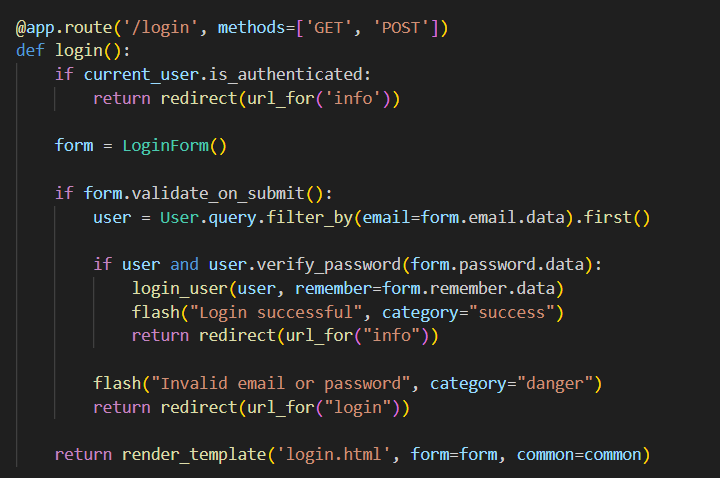 @app.route('/login', methods=['GET', 'POST'])
def login():
    if current_user.is_authenticated:
        return redirect(url_for('info'))

    form = LoginForm()

    if form.validate_on_submit():
        user = User.query.filter_by(email=form.email.data).first()

        if user and user.verify_password(form.password.data):
            login_user(user, remember=form.remember.data)
            flash("Login successful", category="success")
            return redirect(url_for("info"))

        flash("Invalid email or password", category="danger")
        return redirect(url_for("login"))

    return render_template('login.html', form=form, common=common)